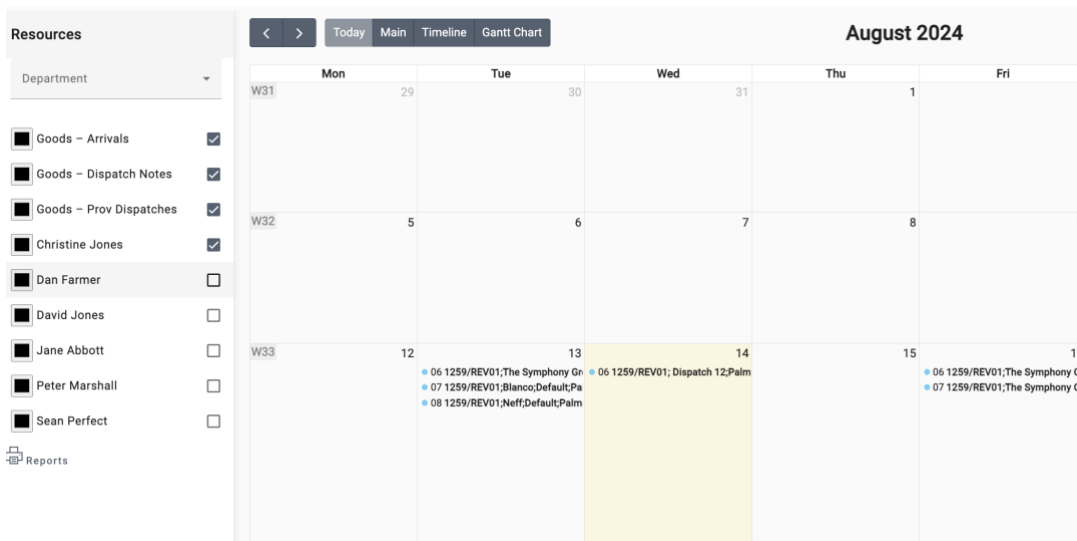 Resources
Department
Goods – Arrivals
Goods – Dispatch Notes
Goods – Prov Dispatches
Christine Jones
Dan Farmer
David Jones
Jane Abbott
Peter Marshall
Sean Perfect
Reports
Today Main Timeline Gantt Chart
August 2024
Mon Tue Wed Thu Fri
W31 29 30 31 1
W32 5 6 7 8
W33 12 13 14 15 1
06 1259/REV01;The Symphony Gr
06 1259/REV01; Dispatch 12;Palm
06 1259/REV01;The Symphony
07 1259/REV01;Blanco;Default;Pa
07 1259/REV01;The Symphony
08 1259/REV01;Neff;Default;Palm